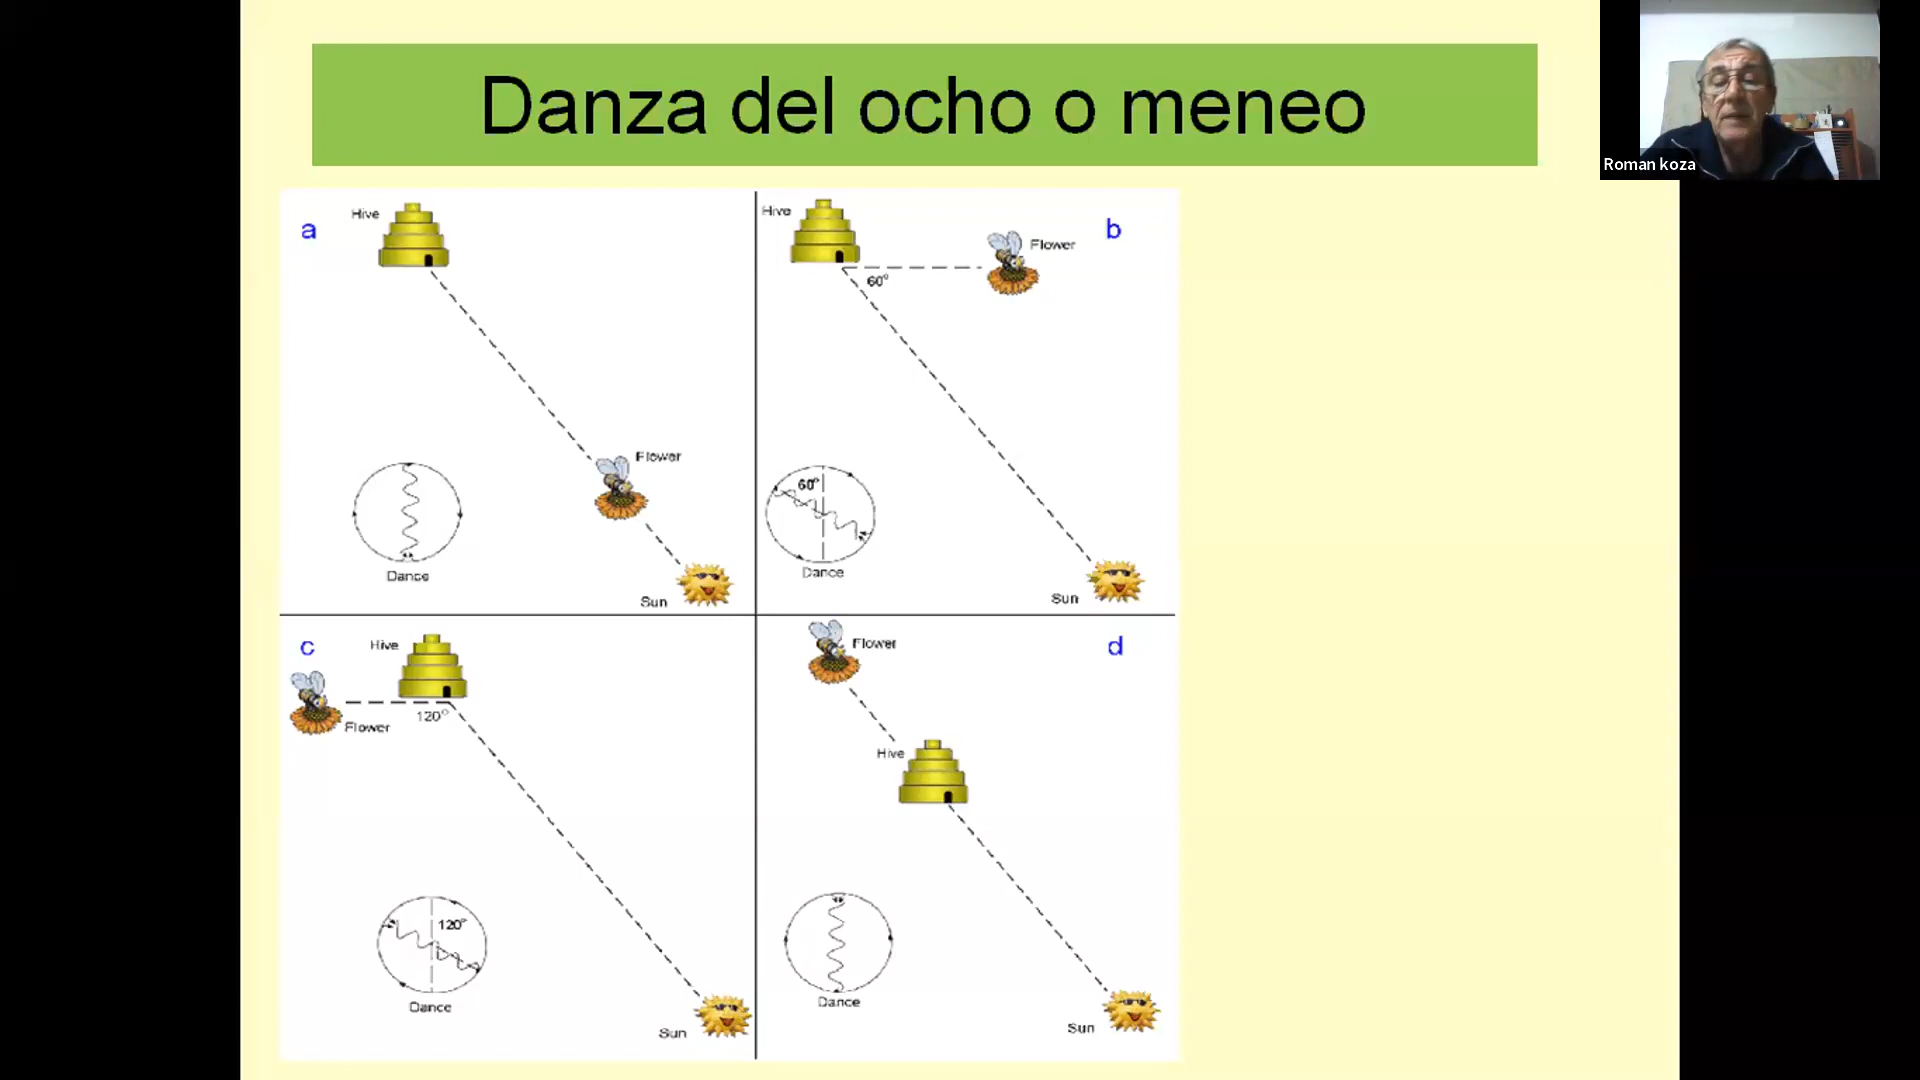 Danza del ocho o meneo
Roman koza
a
Hive
Flower
Dance
Sun
Hive
b
Flower
60°
60°
Dance
Sun
c
Hive
120°
Flower
120°
Dance
Sun
Flower
d
Hive
Dance
Sun